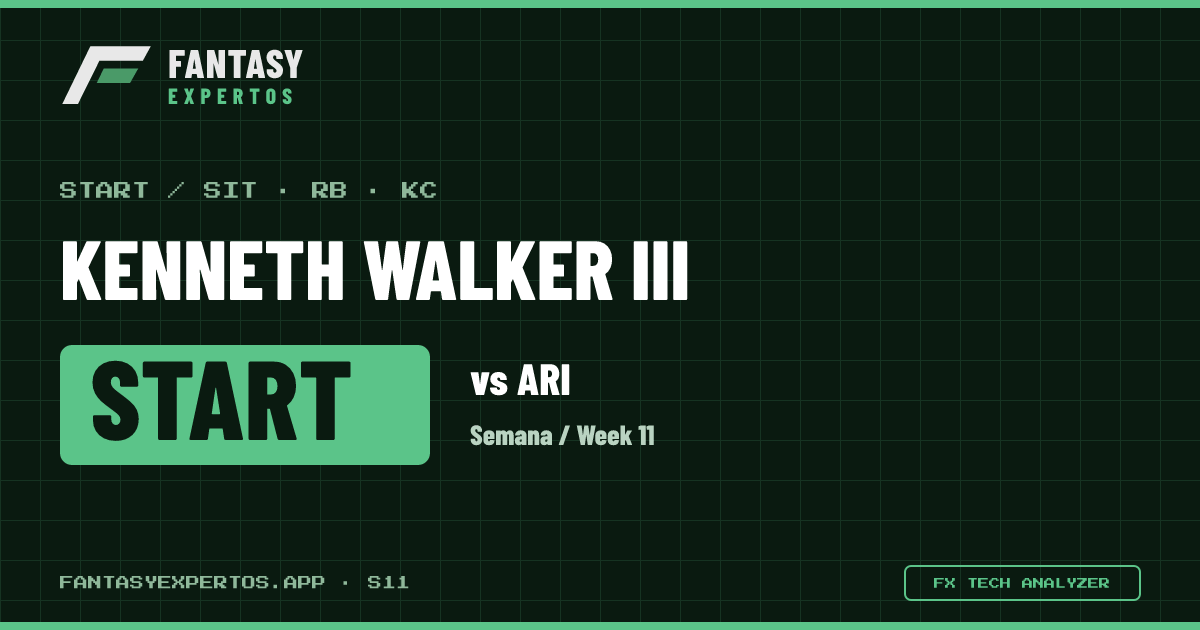 FANTASY
EXPERTOS
START / SIT · RB · KC
KENNETH WALKER III
START
vs ARI
Semana / Week 11
FANTASYEXPERTOS.APP · S11
FX TECH ANALYZER